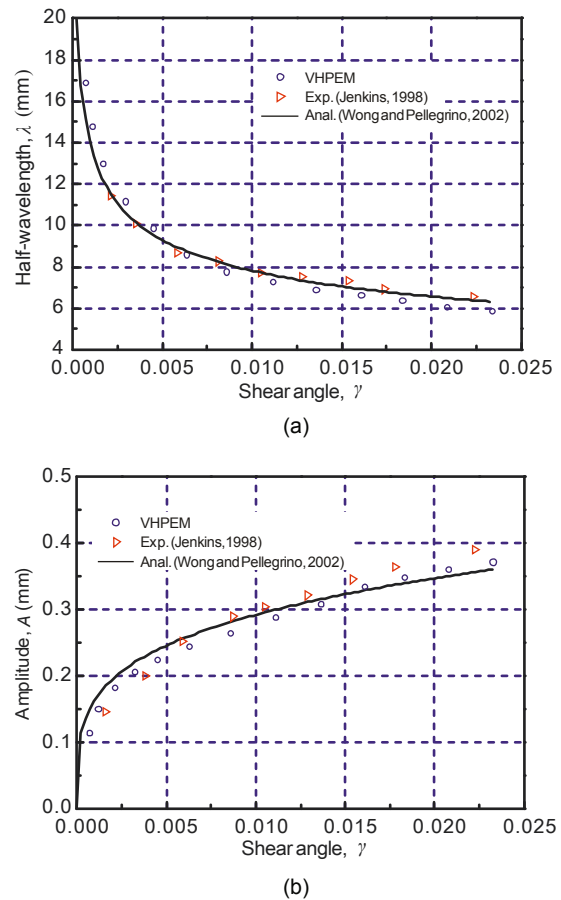 20
18
16
14
12
10
8
6
4
Half-wavelength, λ (mm)
VHPEM
Exp. (Jenkins, 1998)
Anal. (Wong and Pellegrino, 2002)
0.000 0.005 0.010 0.015 0.020 0.025
Shear angle, γ
(a)
0.5
0.4
0.3
0.2
0.1
0.0
Amplitude, A (mm)
VHPEM
Exp. (Jenkins, 1998)
Anal. (Wong and Pellegrino, 2002)
0.000 0.005 0.010 0.015 0.020 0.025
Shear angle, γ
(b)